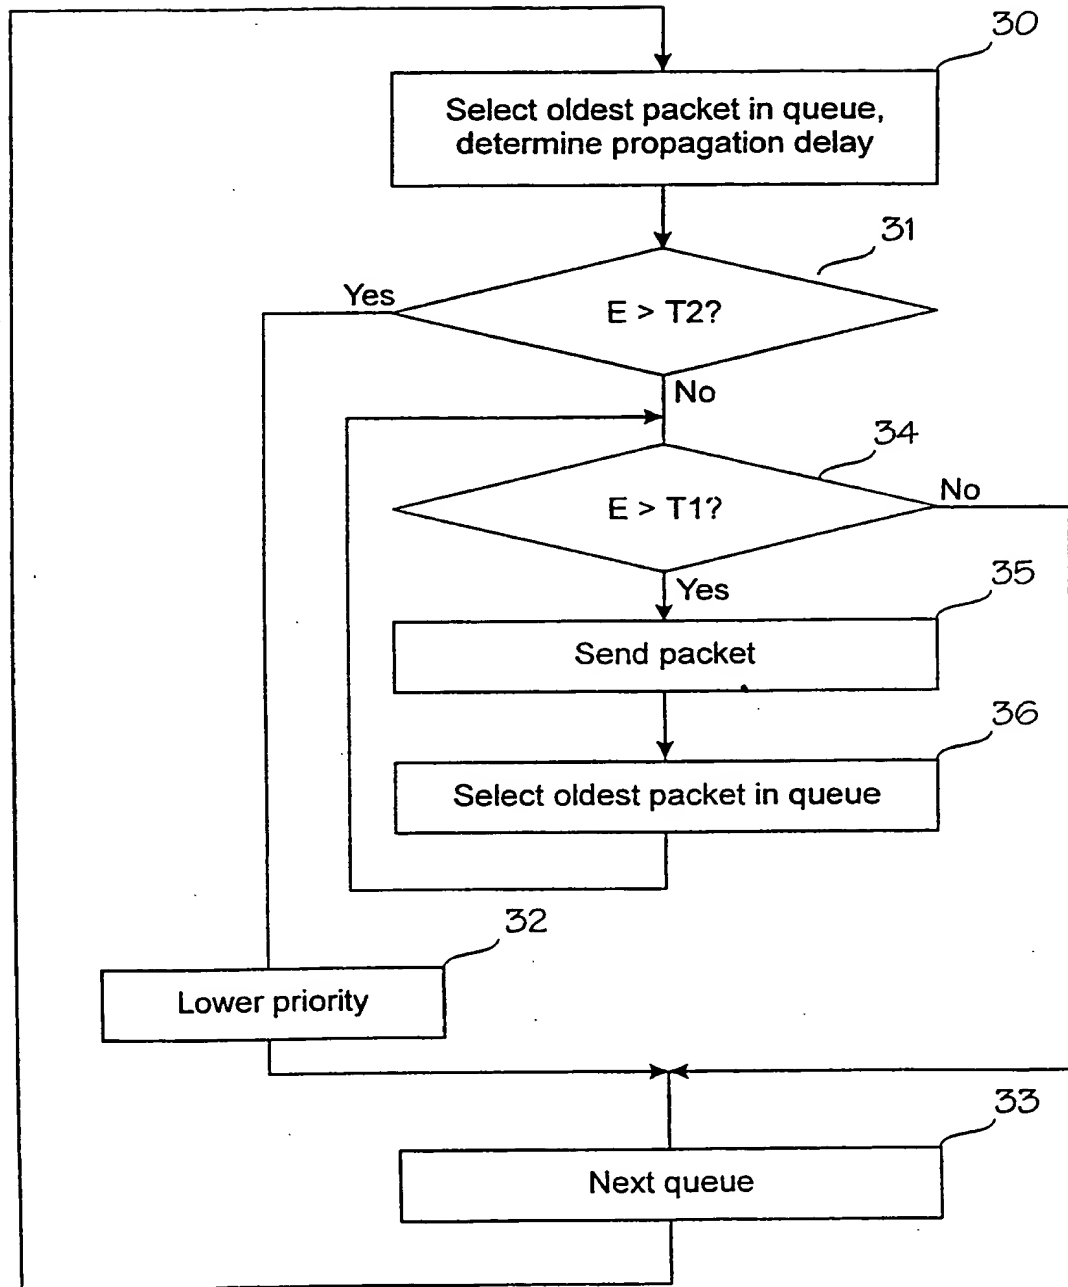 30
Select oldest packet in queue,
determine propagation delay
31
Yes
E > T2?
No
34
No
E > T1?
Yes
35
Send packet
36
Select oldest packet in queue
32
Lower priority
33
Next queue